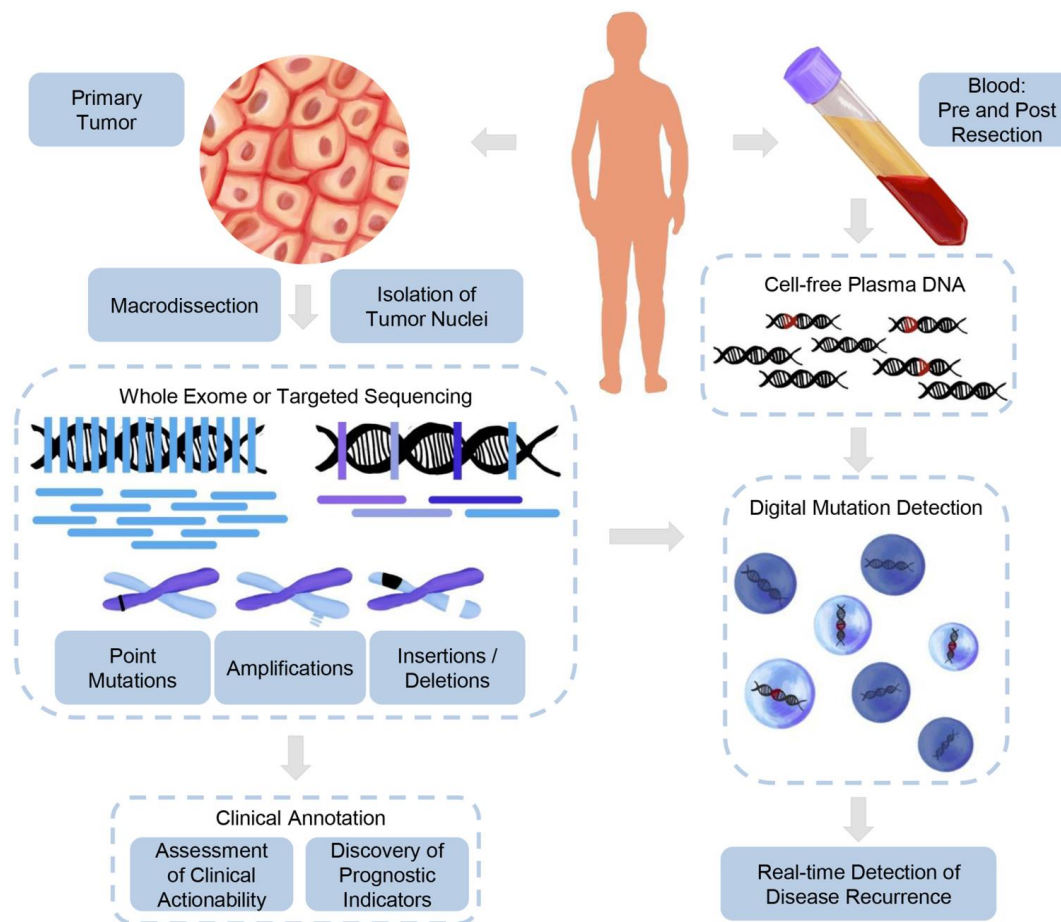 Primary
Tumor
Blood:
Pre and Post
Resection
Macrodissection
Isolation of
Tumor Nuclei
Cell-free Plasma DNA
Whole Exome or Targeted Sequencing
Digital Mutation Detection
Point
Mutations
Amplifications
Insertions /
Deletions
Clinical Annotation
Assessment
of Clinical
Actionability
Discovery of
Prognostic
Indicators
Real-time Detection of
Disease Recurrence